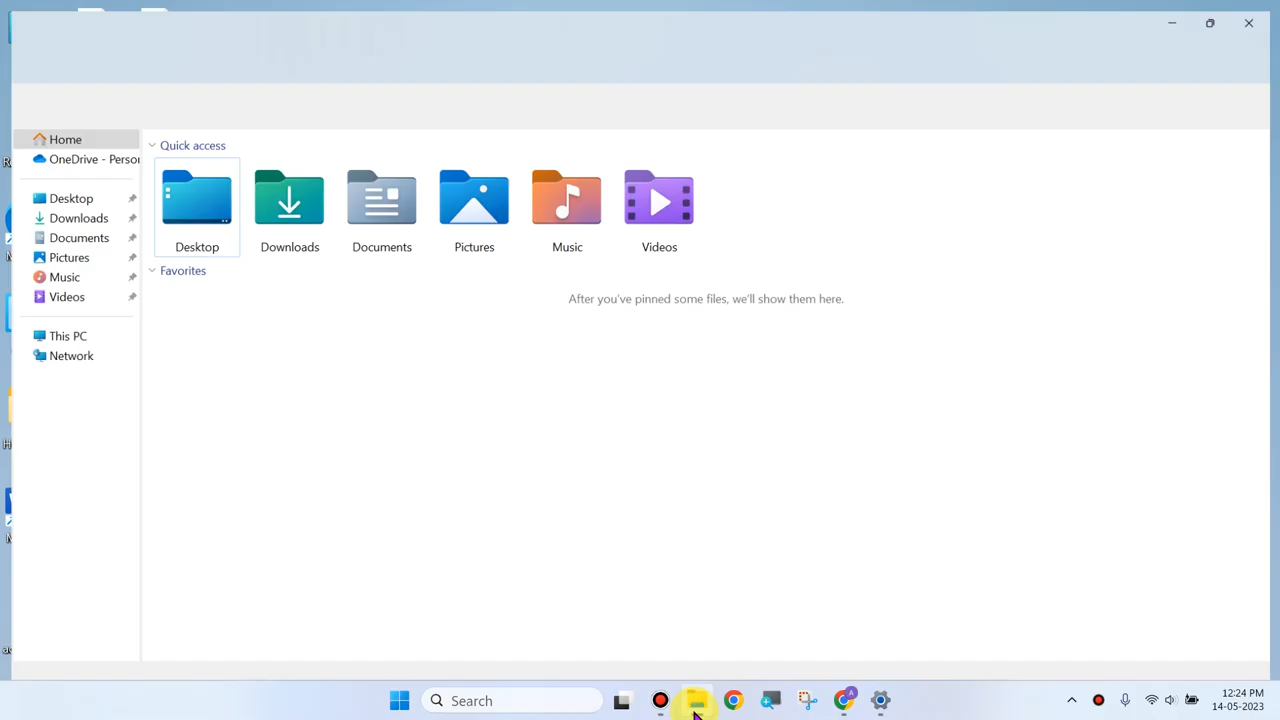 Home
OneDrive - Person
Desktop
Downloads
Documents
Pictures
Music
Videos
This PC
Network
Quick access
Desktop
Downloads
Documents
Pictures
Music
Videos
Favorites
After you've pinned some files, we'll show them here.
Search
A
12:24 PM
14-05-2023